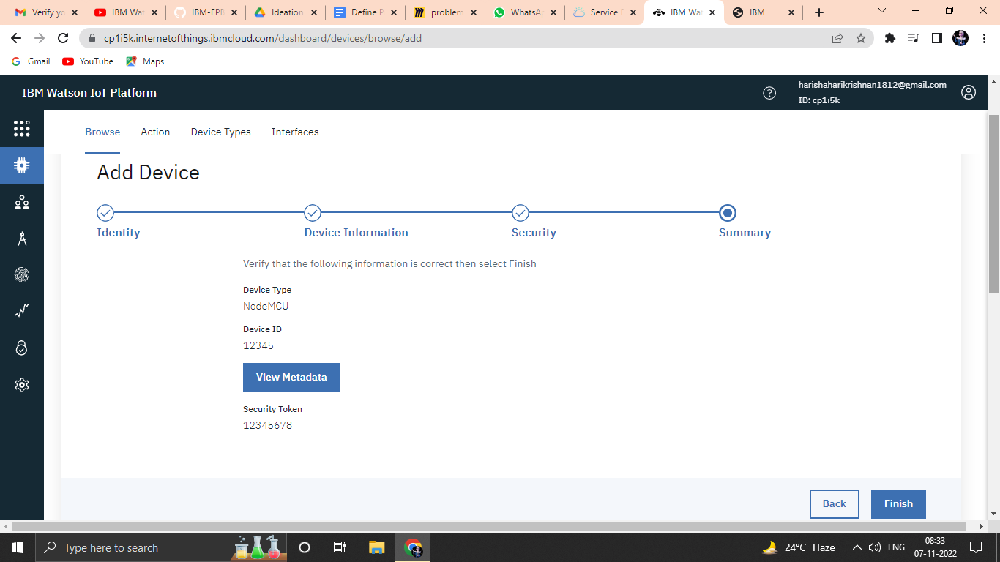 Verify yo
IBM Wat
IBM-EPB
Ideation
Define P
problem
WhatsAp
Service D
IBM Wat
IBM
cp1i5k.internetofthings.ibmcloud.com/dashboard/devices/browse/add
Gmail
YouTube
Maps
IBM Watson IoT Platform
harishaharikrishnan1812@gmail.com
ID: cp1i5k
Browse
Action
Device Types
Interfaces
Add Device
Identity
Device Information
Security
Summary
Verify that the following information is correct then select Finish
Device Type
NodeMCU
Device ID
12345
View Metadata
Security Token
12345678
Back
Finish
Type here to search
24°C Haze
ENG
08:33
07-11-2022